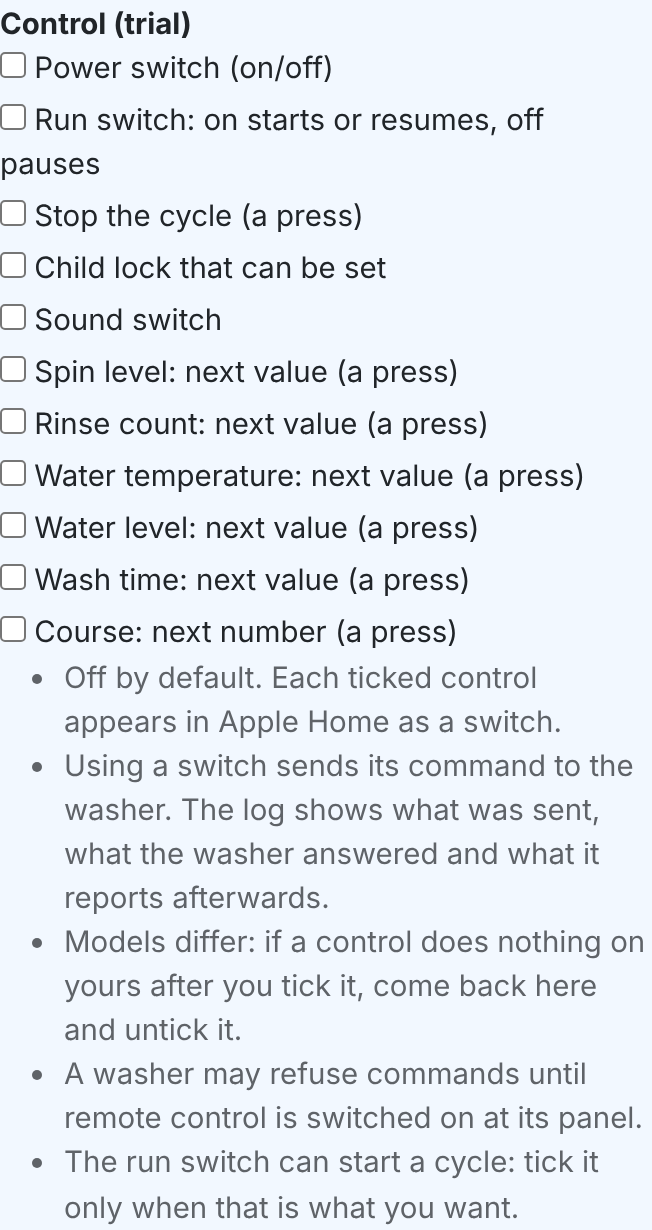 Control (trial)
Power switch (on/off)
Run switch: on starts or resumes, off
pauses
Stop the cycle (a press)
Child lock that can be set
Sound switch
Spin level: next value (a press)
Rinse count: next value (a press)
Water temperature: next value (a press)
Water level: next value (a press)
Wash time: next value (a press)
Course: next number (a press)
• Off by default. Each ticked control
appears in Apple Home as a switch.
• Using a switch sends its command to the
washer. The log shows what was sent,
what the washer answered and what it
reports afterwards.
• Models differ: if a control does nothing on
yours after you tick it, come back here
and untick it.
• A washer may refuse commands until
remote control is switched on at its panel.
• The run switch can start a cycle: tick it
only when that is what you want.